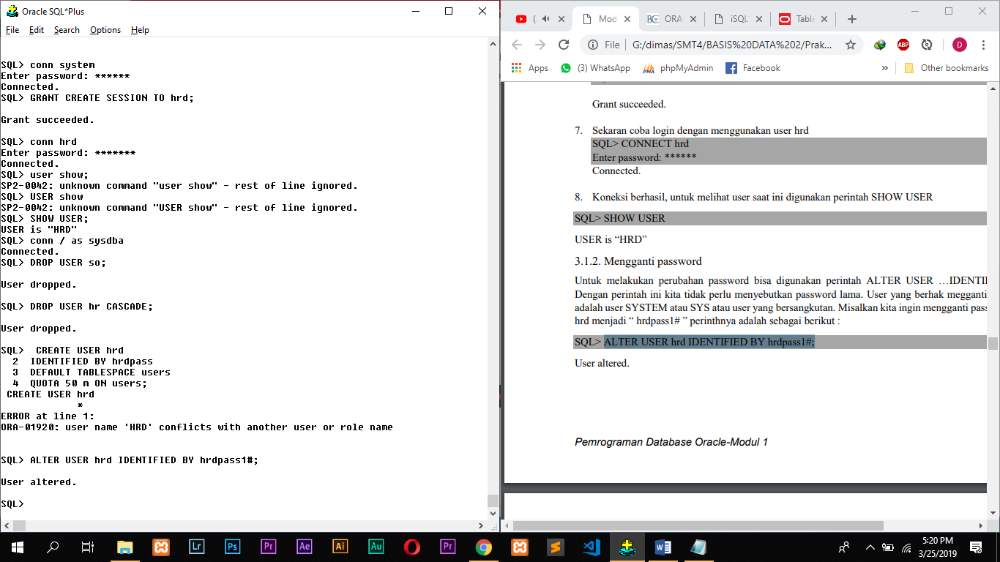 Oracle SQL*Plus
File Edit Search Options Help
SQL> conn system
Enter password: ******
Connected.
SQL> GRANT CREATE SESSION TO hrd;
Grant succeeded.
SQL> conn hrd
Enter password: *******
Connected.
SQL> user show;
SP2-0042: unknown command "user show" - rest of line ignored.
SQL> USER show
SP2-0042: unknown command "USER show" - rest of line ignored.
SQL> SHOW USER;
USER is "HRD"
SQL> conn / as sysdba
Connected.
SQL> DROP USER so;
User dropped.
SQL> DROP USER hr CASCADE;
User dropped.
SQL>  CREATE USER hrd
  2  IDENTIFIED BY hrdpass
  3  DEFAULT TABLESPACE users
  4  QUOTA 50 m ON users;
 CREATE USER hrd
             *
ERROR at line 1:
ORA-01920: user name 'HRD' conflicts with another user or role name
SQL> ALTER USER hrd IDENTIFIED BY hrdpass1#;
User altered.
SQL>
( Mod ORA iSQL Table
File G:/dimas/SMT4/BASIS%20DATA%202/Prak... ABP D
Apps (3) WhatsApp phpMyAdmin Facebook » Other bookmarks
Grant succeeded.
7. Sekaran coba login dengan menggunakan user hrd
SQL> CONNECT hrd
Enter password: ******
Connected.
8. Koneksi berhasil, untuk melihat user saat ini digunakan perintah SHOW USER
SQL> SHOW USER
USER is “HRD”
3.1.2. Mengganti password
Untuk melakukan perubahan password bisa digunakan perintah ALTER USER …IDENTI
Dengan perintah ini kita tidak perlu menyebutkan password lama. User yang berhak megganti
adalah user SYSTEM atau SYS atau user yang bersangkutan. Misalkan kita ingin mengganti pas
hrd menjadi “ hrdpass1# ” perinthnya adalah sebagai berikut :
SQL> ALTER USER hrd IDENTIFIED BY hrdpass1#;
User altered.
Pemrograman Database Oracle-Modul 1
Lr Ps Pr Ae Ai Au Pr
5:20 PM
3/25/2019